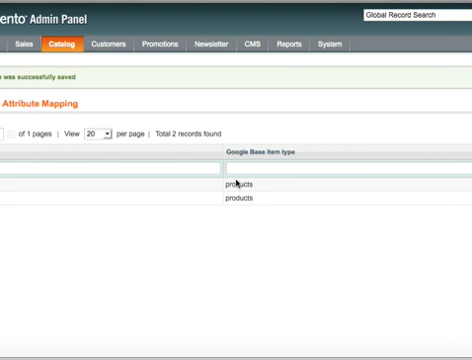 ento Admin Panel
Global Record Search
Sales Catalog Customers Promotions Newsletter CMS Reports System
was successfully saved
Attribute Mapping
of 1 pages | View 20 per page | Total 2 records found
Google Base Item type
products
products